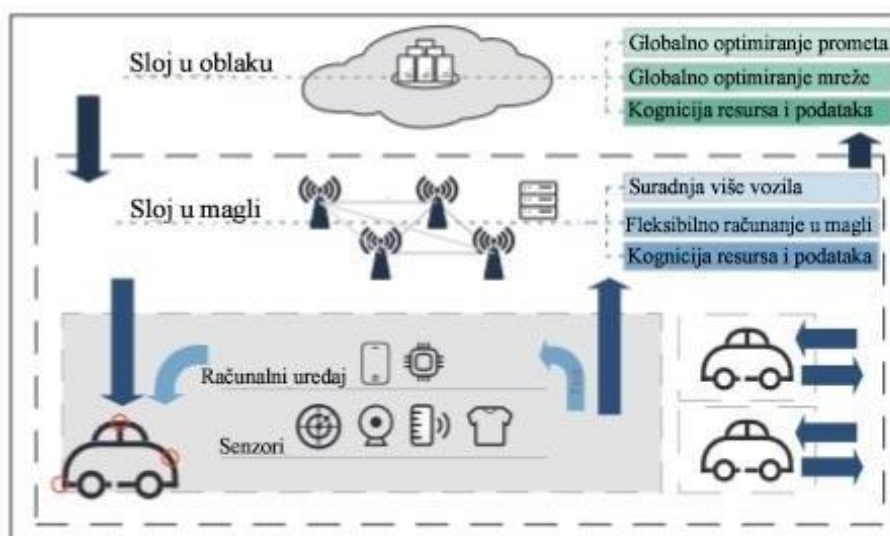 Sloj u oblaku
Globalno optimiranje prometa
Globalno optimiranje mreže
Kognicija resursa i podataka
Sloj u magli
Suradnja više vozila
Fleksibilno računanje u magli
Kognicija resursa i podataka
Računalni uređaj
Senzori